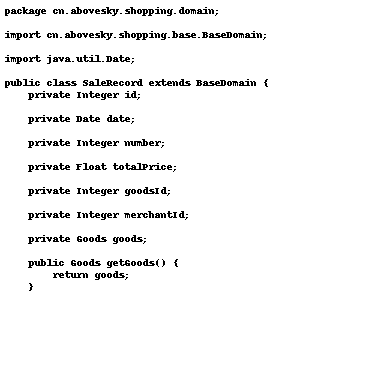 package cn.abovesky.shopping.domain;
import cn.abovesky.shopping.base.BaseDomain;
import java.util.Date;
public class SaleRecord extends BaseDomain {
private Integer id;
private Date date;
private Integer number;
private Float totalPrice;
private Integer goodsId;
private Integer merchantId;
private Goods goods;
public Goods getGoods() {
return goods;
}